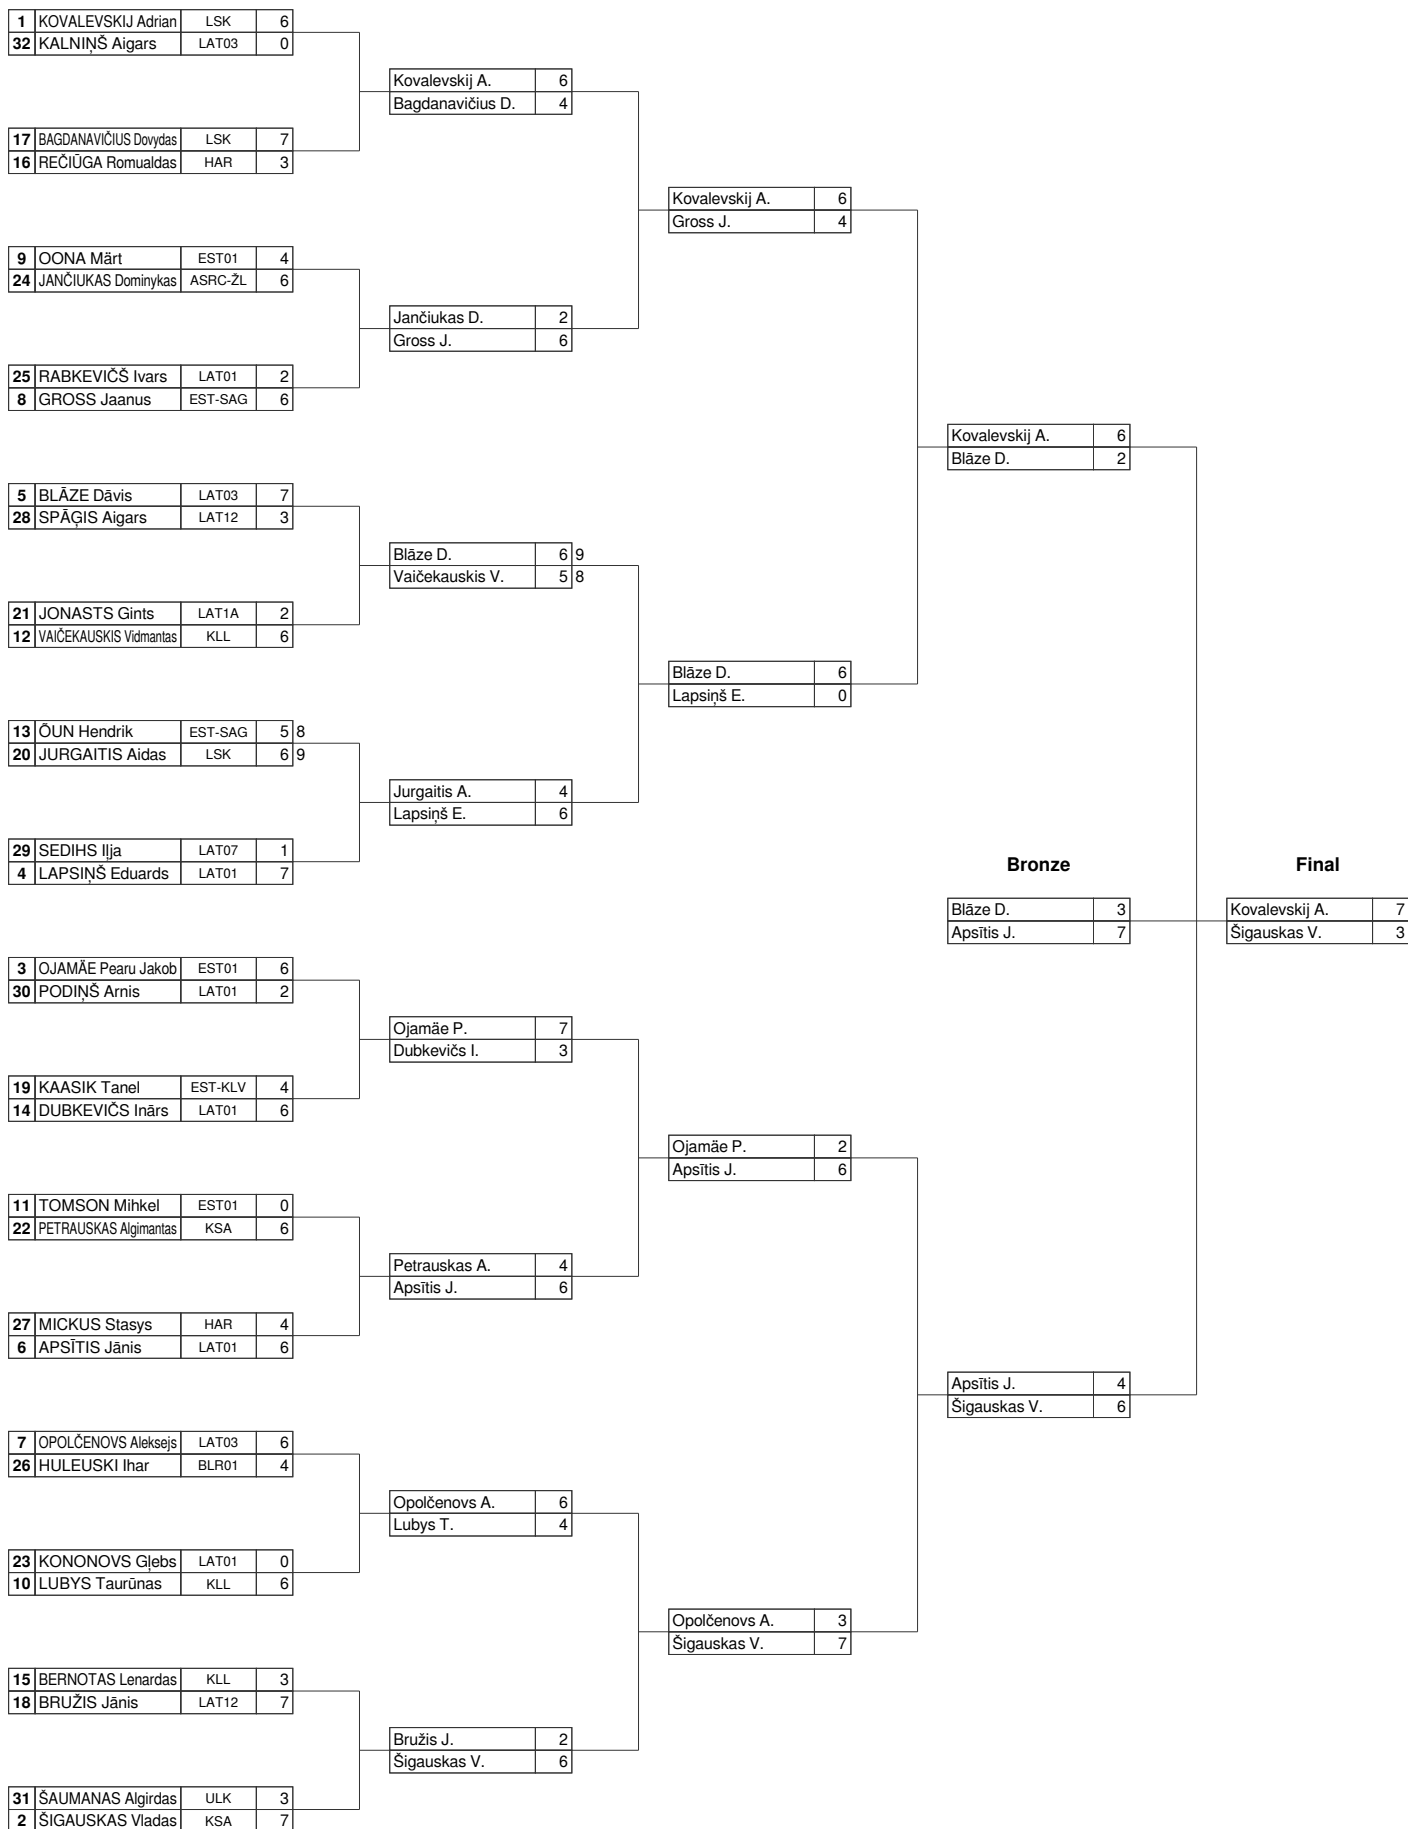 1 KOVALEVSKIJ Adrian LSK 6
32 KALNIŅŠ Aigars LAT03 0
Kovalevskij A. 6
Bagdanavičius D. 4
17 BAGDANAVIČIUS Dovydas LSK 7
16 REČIŪGA Romualdas HAR 3
Kovalevskij A. 6
Gross J. 4
9 OONA Märt EST01 4
24 JANČIUKAS Dominykas ASRC-ŽL 6
Jančiukas D. 2
Gross J. 6
25 RABKEVIČŠ Ivars LAT01 2
8 GROSS Jaanus EST-SAG 6
Kovalevskij A. 6
Blāze D. 2
5 BLĀZE Dāvis LAT03 7
28 SPĀĢIS Aigars LAT12 3
Blāze D. 6 9
Vaičekauskis V. 5 8
21 JONASTS Gints LAT1A 2
12 VAIČEKAUSKIS Vidmantas KLL 6
Blāze D. 6
Lapsiņš E. 0
13 ÕUN Hendrik EST-SAG 5 8
20 JURGAITIS Aidas LSK 6 9
Jurgaitis A. 4
Lapsiņš E. 6
29 SEDIHS Iļja LAT07 1
4 LAPSIŅŠ Eduards LAT01 7
Bronze Final
Blāze D. 3 Kovalevskij A. 7
Apsītis J. 7 Šigauskas V. 3
3 OJAMÄE Pearu Jakob EST01 6
30 PODIŅŠ Arnis LAT01 2
Ojamäe P. 7
Dubkevičs I. 3
19 KAASIK Tanel EST-KLV 4
14 DUBKEVIČS Inārs LAT01 6
Ojamäe P. 2
Apsītis J. 6
11 TOMSON Mihkel EST01 0
22 PETRAUSKAS Algimantas KSA 6
Petrauskas A. 4
Apsītis J. 6
27 MICKUS Stasys HAR 4
6 APSĪTIS Jānis LAT01 6
Apsītis J. 4
Šigauskas V. 6
7 OPOLČENOVS Aleksejs LAT03 6
26 HULEUSKI Ihar BLR01 4
Opolčenovs A. 6
Lubys T. 4
23 KONONOVS Gļebs LAT01 0
10 LUBYS Taurūnas KLL 6
Opolčenovs A. 3
Šigauskas V. 7
15 BERNOTAS Lenardas KLL 3
18 BRUŽIS Jānis LAT12 7
Bružis J. 2
Šigauskas V. 6
31 ŠAUMANAS Algirdas ULK 3
2 ŠIGAUSKAS Vladas KSA 7